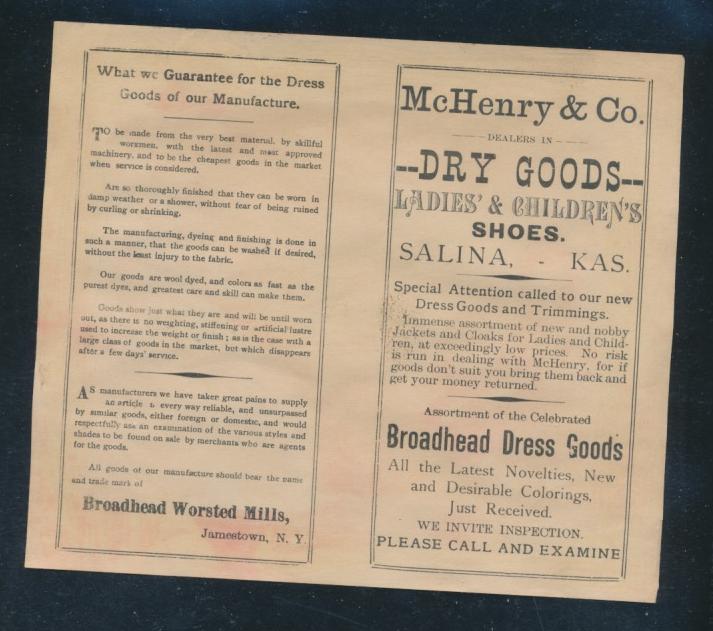 What we Guarantee for the Dress
Goods of our Manufacture.
TO be made from the very best material, by skillful
workmen, with the latest and most approved
machinery, and to be the cheapest goods in the market
when service is considered.
Are so thoroughly finished that they can be worn in
damp weather or a shower, without fear of being ruined
by curling or shrinking.
The manufacturing, dyeing and finishing is done in
such a manner, that the goods can be washed if desired,
without the least injury to the fabric.
Our goods are wool dyed, and colors as fast as the
purest dyes, and greatest care and skill can make them.
Goods show just what they are and will be until worn
out, as there is no weighting, stiffening or artificial lustre
used to increase the weight or finish; as is the case with a
large class of goods in the market, but which disappears
after a few days' service.
AS manufacturers we have taken great pains to supply
an article in every way reliable, and unsurpassed
by similar goods, either foreign or domestic, and would
respectfully ask an examination of the various styles and
shades to be found on sale by merchants who are agents
for the goods.
All goods of our manufacture should bear the name
and trade mark of
Broadhead Worsted Mills,
Jamestown, N. Y.
McHenry & Co.
DEALERS IN
--DRY GOODS--
LADIES' & CHILDREN'S
SHOES.
SALINA, - KAS.
Special Attention called to our new
Dress Goods and Trimmings.
Immense assortment of new and nobby
Jackets and Cloaks for Ladies and Child-
ren, at exceedingly low prices. No risk
is run in dealing with McHenry, for if
goods don't suit you bring them back and
get your money returned.
Assortment of the Celebrated
Broadhead Dress Goods
All the Latest Novelties, New
and Desirable Colorings,
Just Received.
WE INVITE INSPECTION.
PLEASE CALL AND EXAMINE